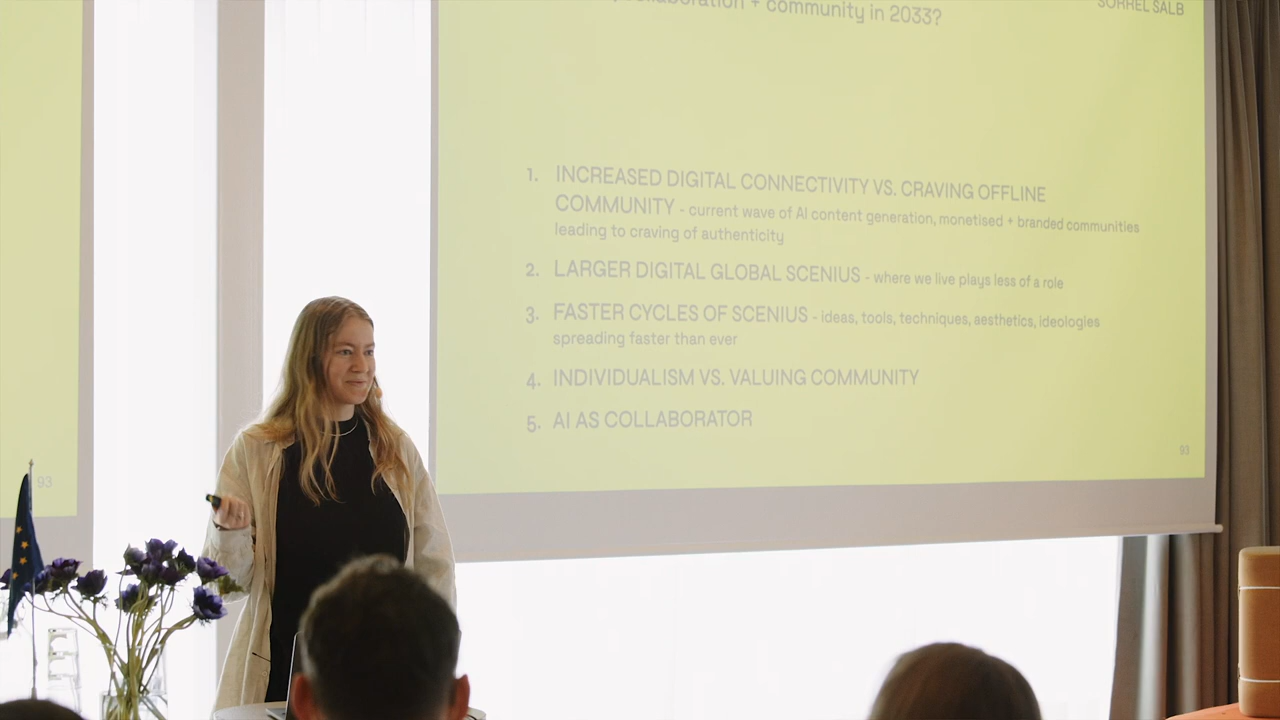 collaboration + community in 2033?
SORREL SALB
1. INCREASED DIGITAL CONNECTIVITY VS. CRAVING OFFLINE
COMMUNITY - current wave of AI content generation, monetised + branded communities
leading to craving of authenticity
2. LARGER DIGITAL GLOBAL SCENIUS - where we live plays less of a role
3. FASTER CYCLES OF SCENIUS - ideas, tools, techniques, aesthetics, ideologies
spreading faster than ever
4. INDIVIDUALISM VS. VALUING COMMUNITY
5. AI AS COLLABORATOR
93
93